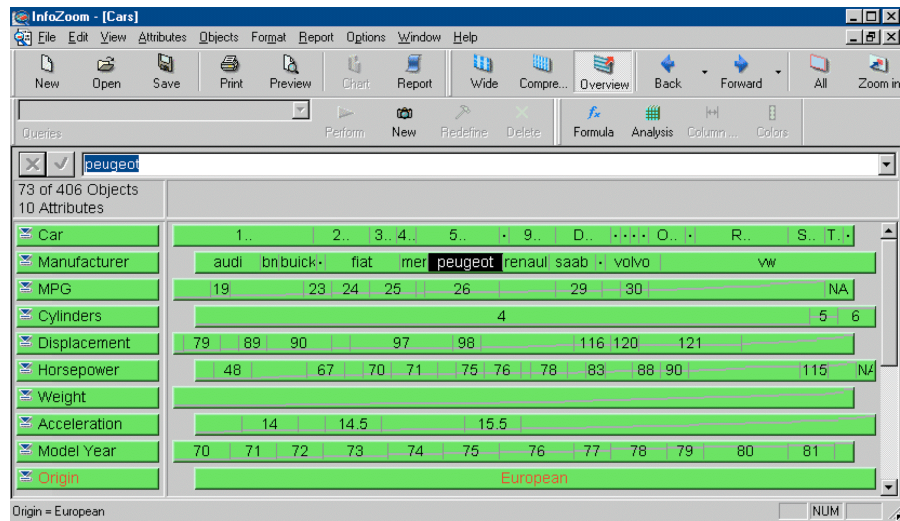 InfoZoom - [Cars]
File Edit View Attributes Objects Format Report Options Window Help
New Open Save Print Preview Chart Report Wide Compre... Overview Back Forward All Zoom in
Queries Perform New Redefine Delete Formula Analysis Column ... Colors
peugeot
73 of 406 Objects
10 Attributes
Car 1.. 2.. 3.. 4.. 5.. 9.. D.. O.. R.. S.. T..
Manufacturer audi bn buick fiat mer peugeot renaul saab volvo vw
MPG 19 23 24 25 26 29 30 NA
Cylinders 4 5 6
Displacement 79 89 90 97 98 116 120 121
Horsepower 48 67 70 71 75 76 78 83 88 90 115 NA
Weight
Acceleration 14 14.5 15.5
Model Year 70 71 72 73 74 75 76 77 78 79 80 81
Origin European
Origin = European NUM